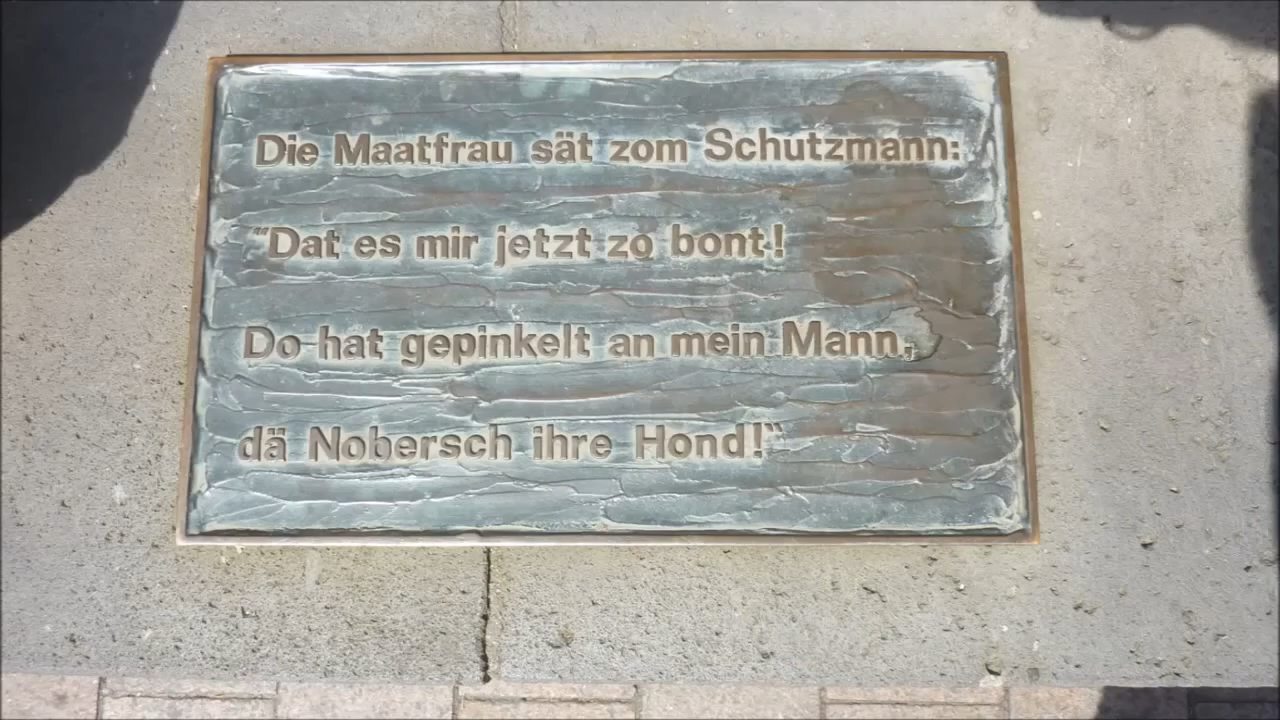 Die Maatfrau sät zom Schutzmann:
"Dat es mir jetzt zo bont!
Do hat gepinkelt an mein Mann,
dä Nobersch ihre Hond!"